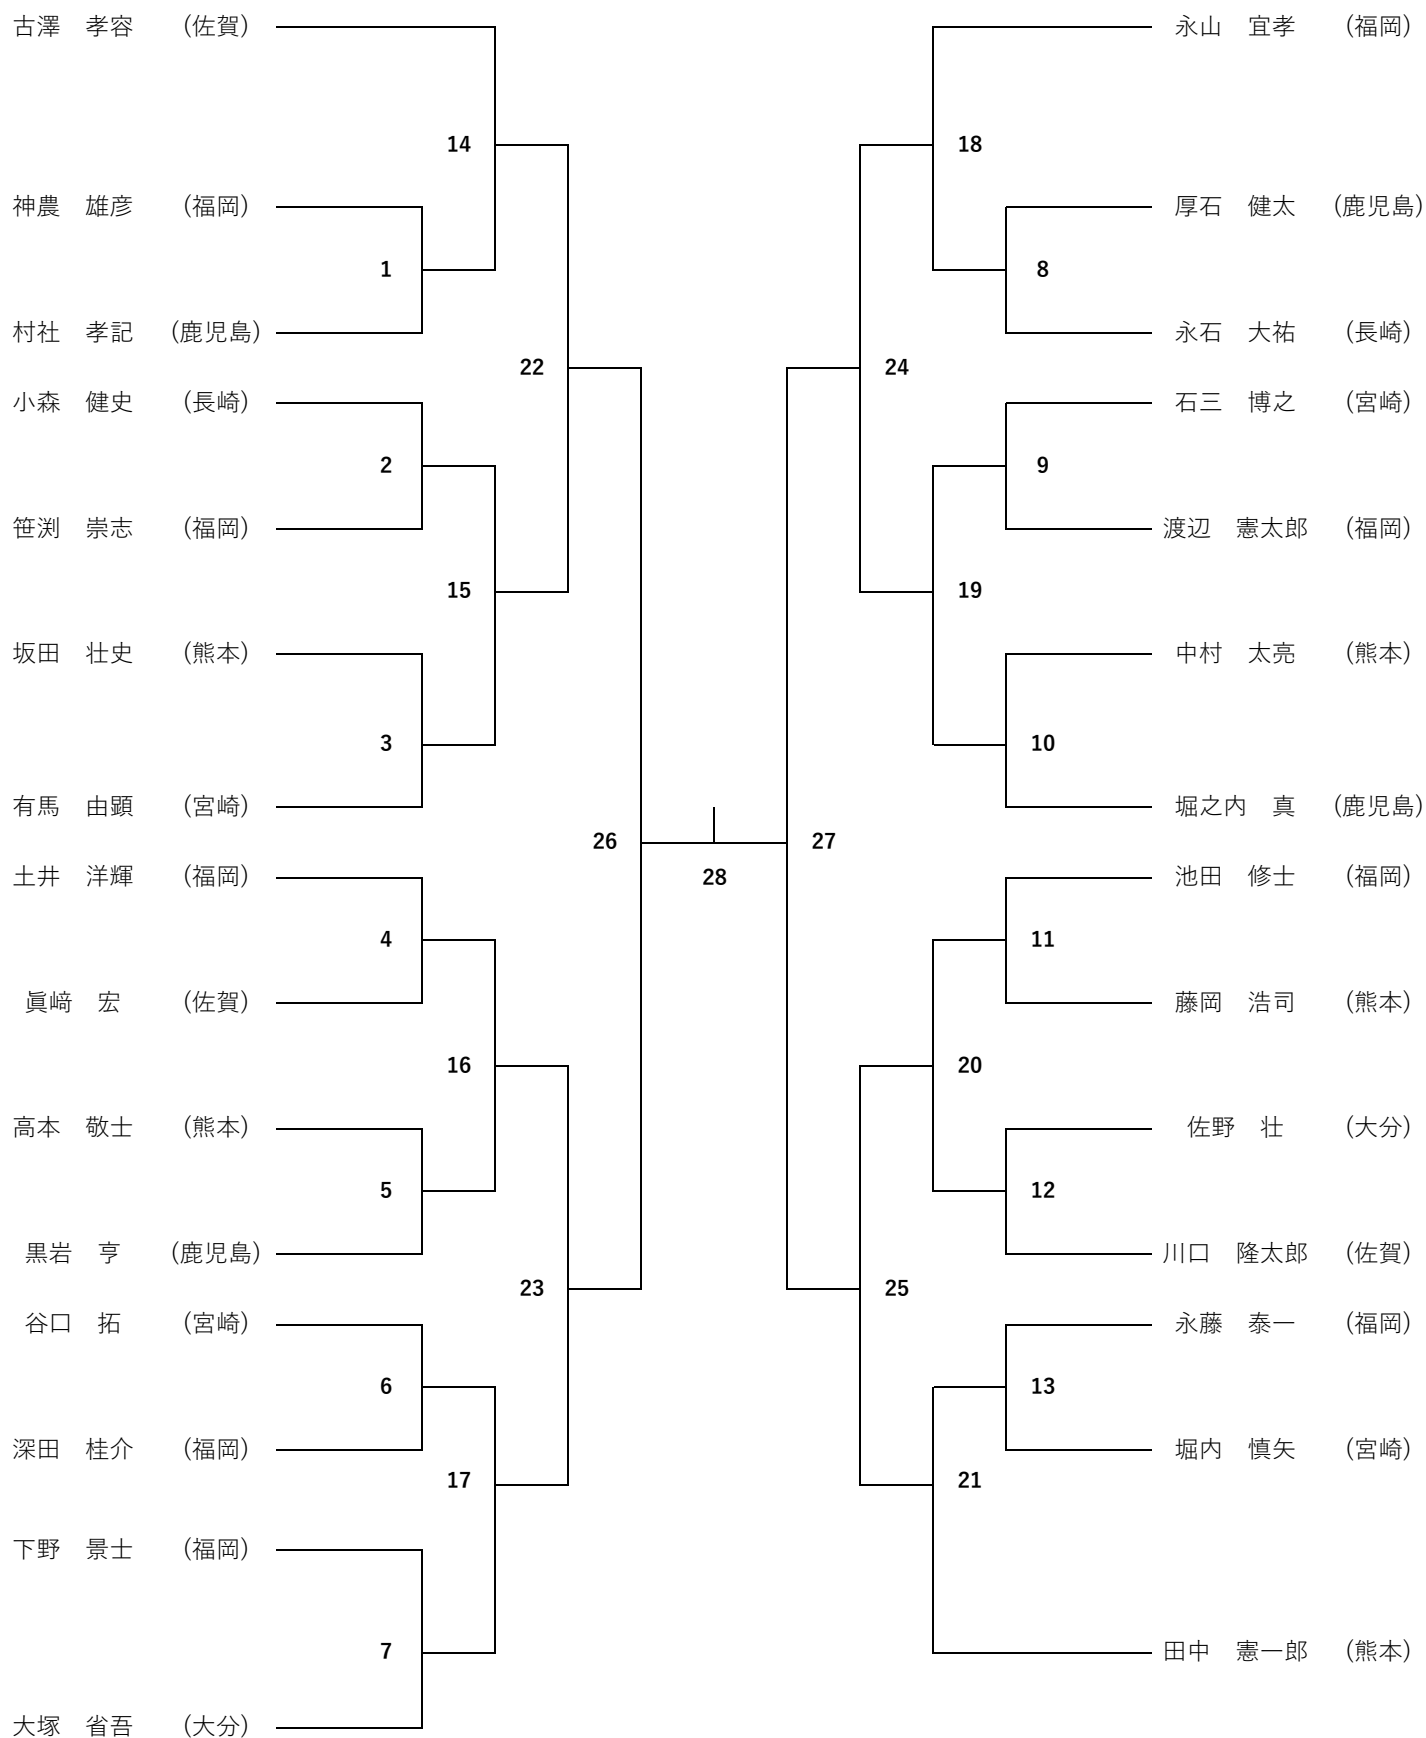 古澤　孝容　（佐賀）
14
神農　雄彦　（福岡）
1
村社　孝記　（鹿児島）
22
小森　健史　（長崎）
2
笹渕　崇志　（福岡）
15
坂田　壮史　（熊本）
3
有馬　由顕　（宮崎）
26
土井　洋輝　（福岡）
4
眞﨑　宏　（佐賀）
16
高本　敬士　（熊本）
5
黒岩　亨　（鹿児島）
23
谷口　拓　（宮崎）
6
深田　桂介　（福岡）
17
下野　景士　（福岡）
7
大塚　省吾　（大分）
28
永山　宜孝　（福岡）
18
厚石　健太　（鹿児島）
8
永石　大祐　（長崎）
24
石三　博之　（宮崎）
9
渡辺　憲太郎　（福岡）
19
中村　太亮　（熊本）
10
堀之内　真　（鹿児島）
27
池田　修士　（福岡）
11
藤岡　浩司　（熊本）
20
佐野　壮　（大分）
12
川口　隆太郎　（佐賀）
25
永藤　泰一　（福岡）
13
堀内　慎矢　（宮崎）
21
田中　憲一郎　（熊本）